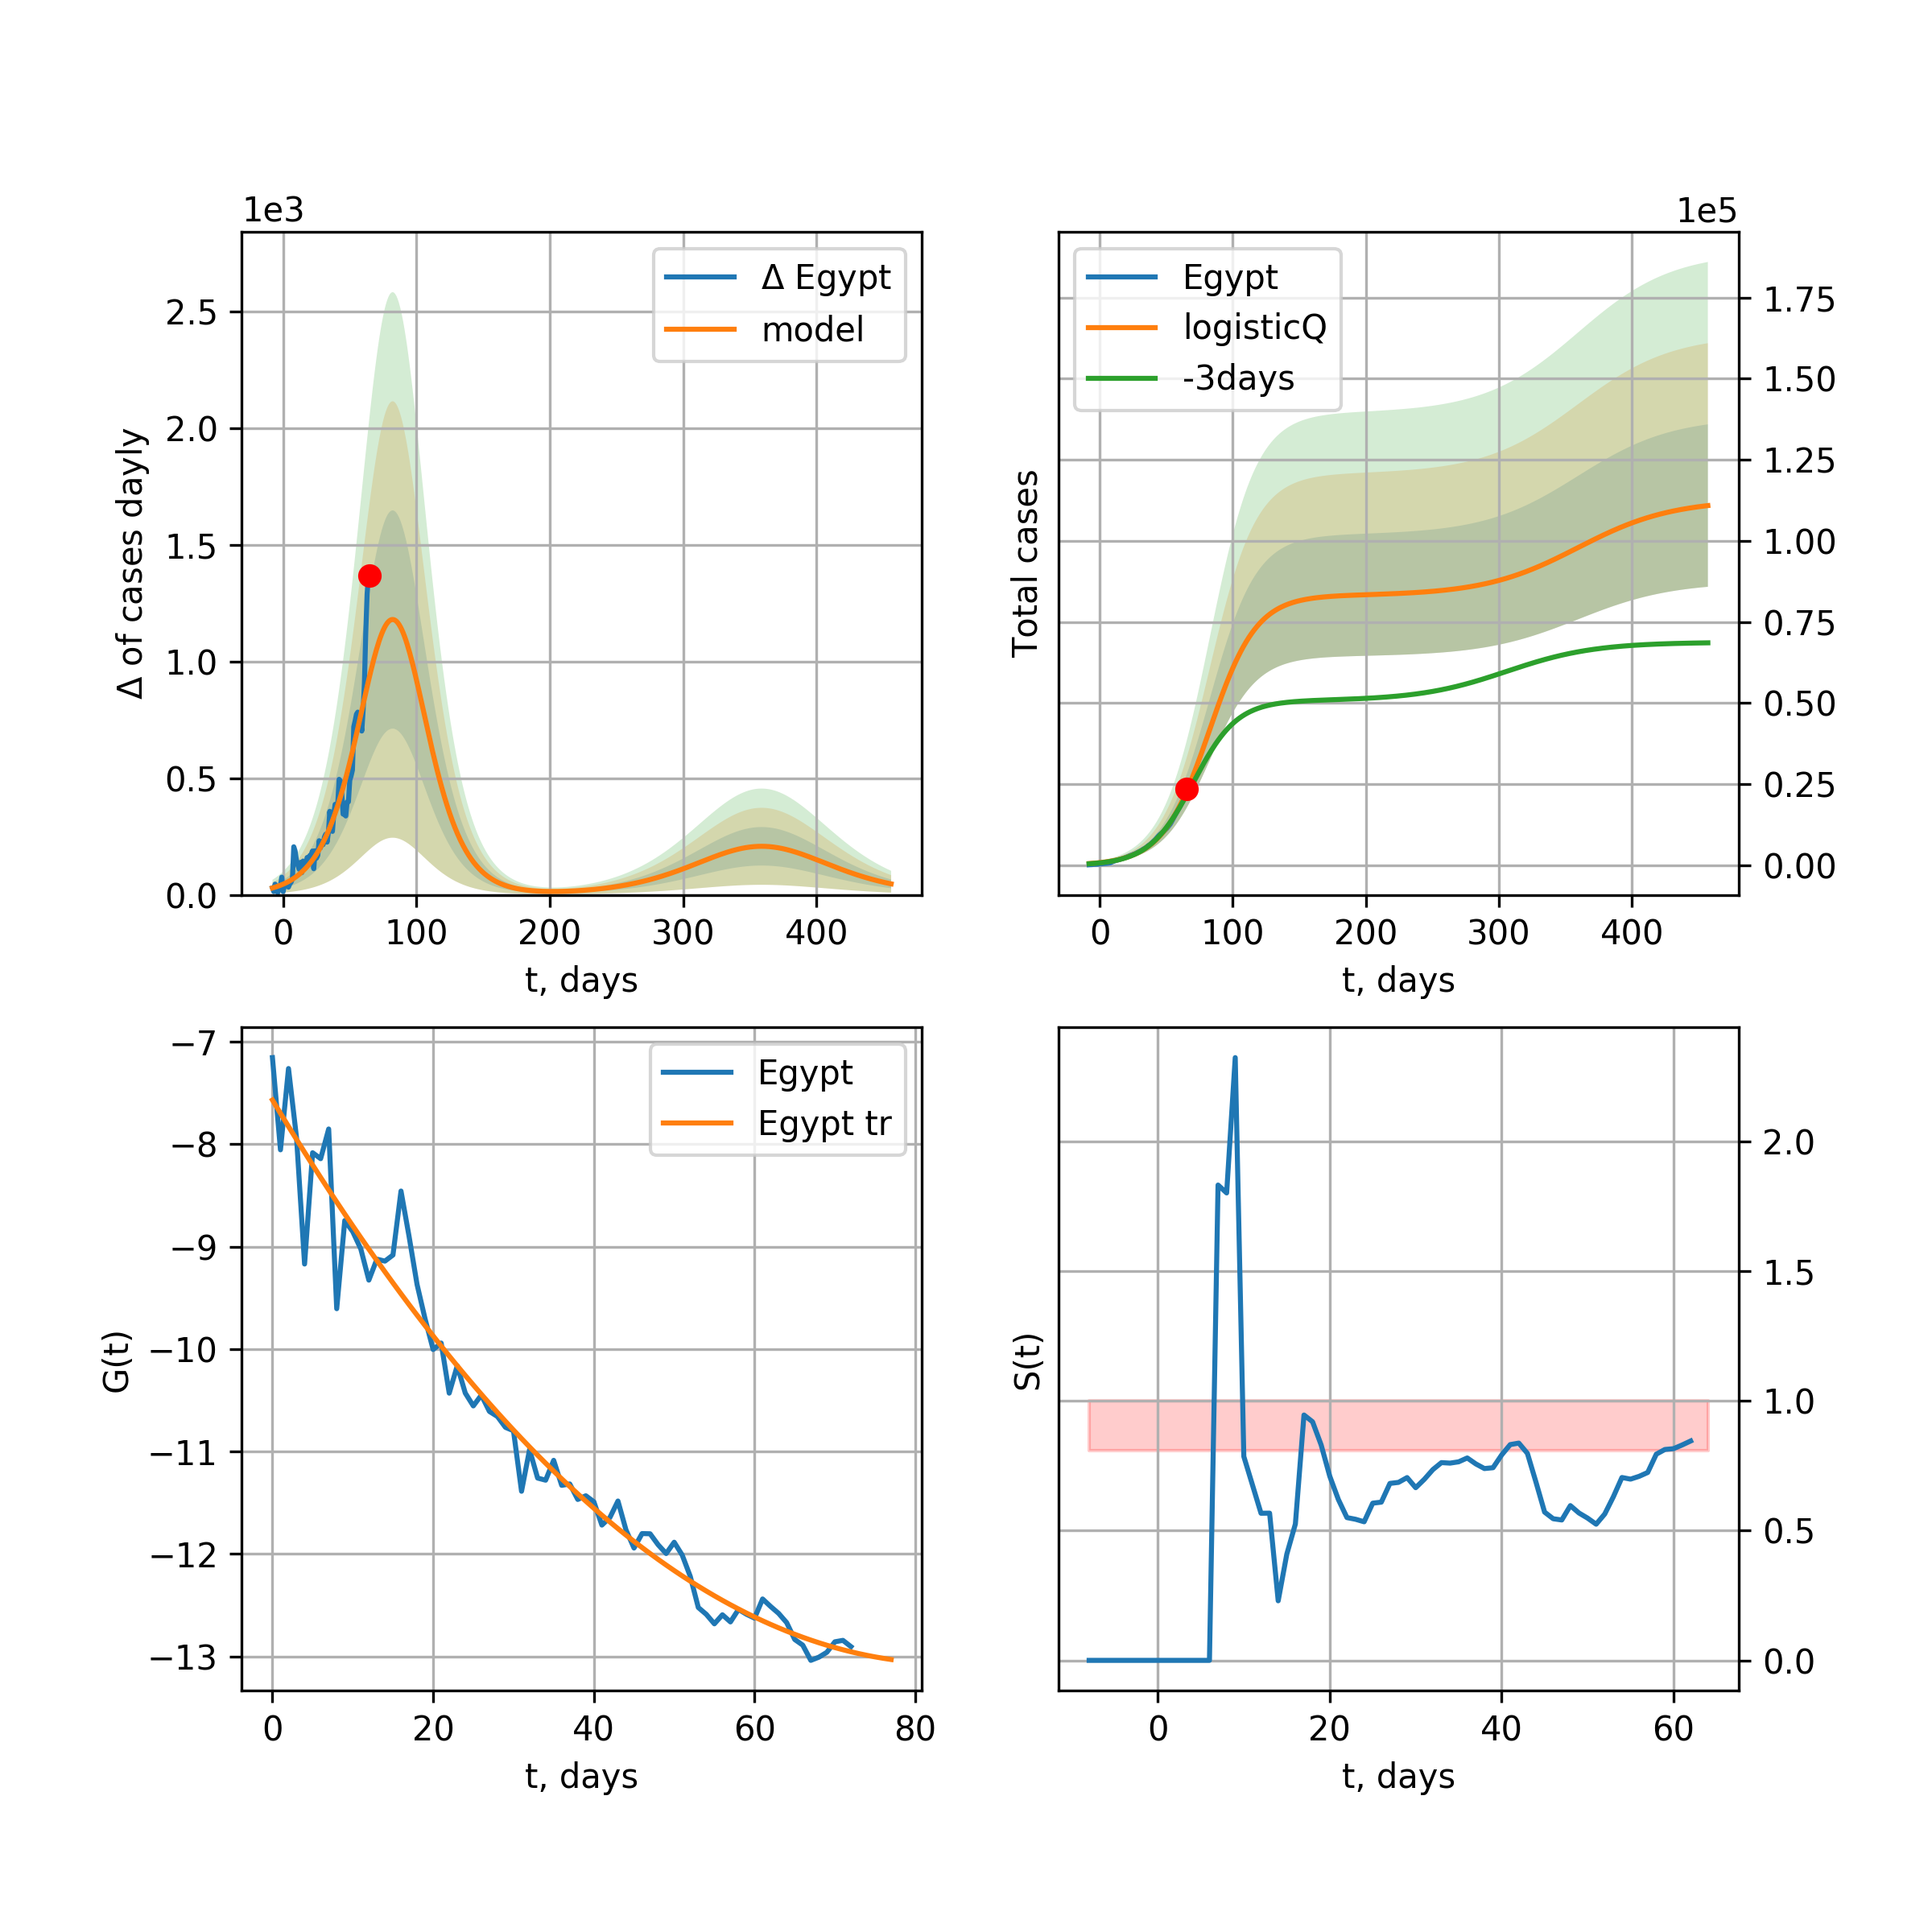 1e3
Δ of cases dayly
2.5
2.0
1.5
1.0
0.5
0.0
0 100 200 300 400
t, days
Δ Egypt
model
1e5
Total cases
1.75
1.50
1.25
1.00
0.75
0.50
0.25
0.00
0 100 200 300 400
t, days
Egypt
logisticQ
-3days
G(t)
−7
−8
−9
−10
−11
−12
−13
0 20 40 60 80
t, days
Egypt
Egypt tr
S(t)
2.0
1.5
1.0
0.5
0.0
0 20 40 60
t, days